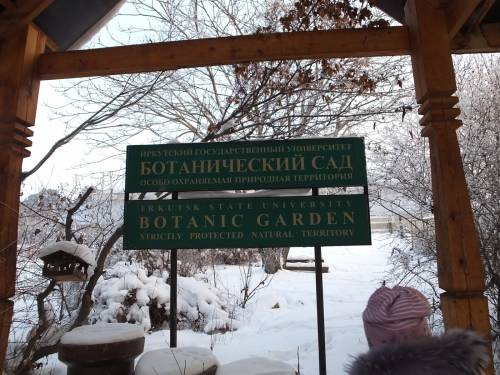 ИРКУТСКИЙ ГОСУДАРСТВЕННЫЙ УНИВЕРСИТЕТ
БОТАНИЧЕСКИЙ САД
ОСОБО ОХРАНЯЕМАЯ ПРИРОДНАЯ ТЕРРИТОРИЯ
IRKUTSK STATE UNIVERSITY
BOTANIC GARDEN
STRICTLY PROTECTED NATURAL TERRITORY